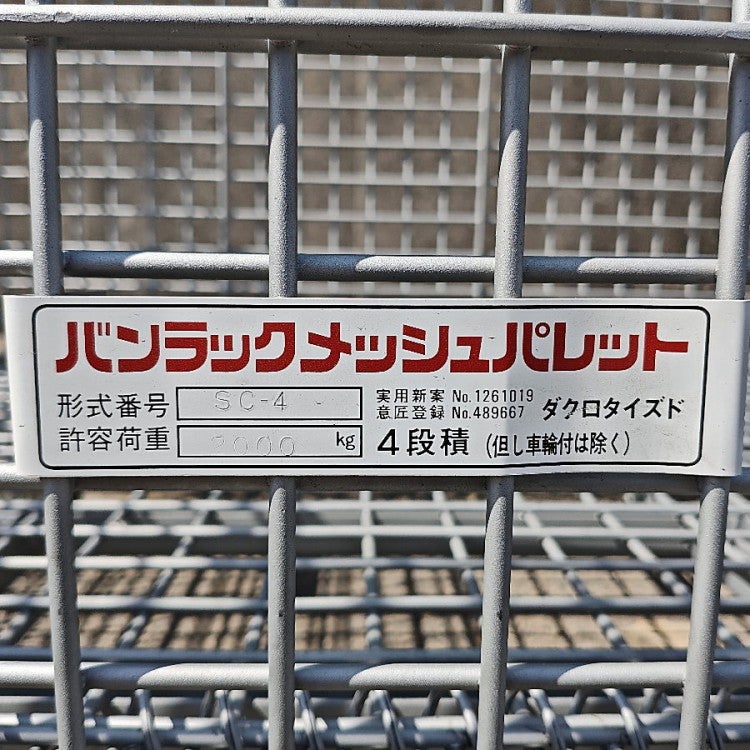 バンラックメッシュパレット
形式番号 SC-4 実用新案 No.1261019
意匠登録 No.489667 ダクロタイズド
許容荷重 2000 kg 4段積 (但し車輪付は除く)